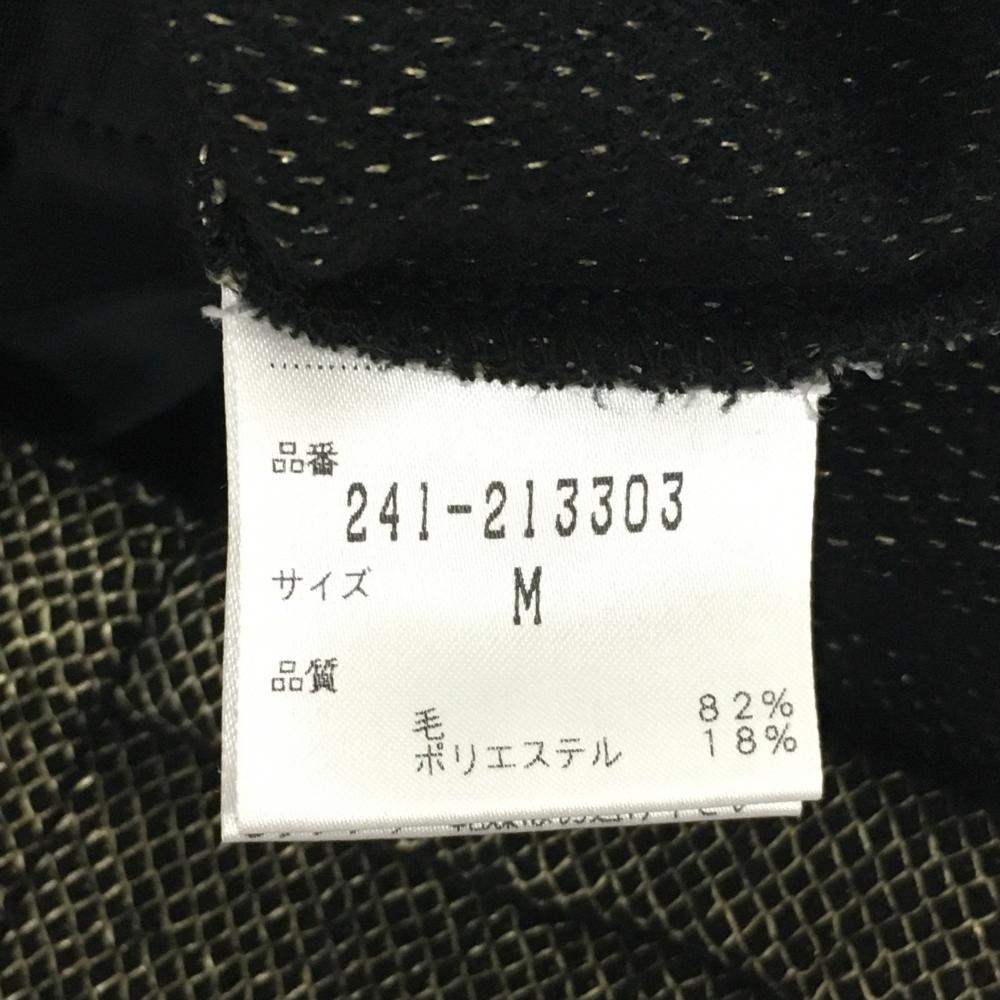 品番
241-213303
サイズ M
品質
毛 82%
ポリエステル 18%